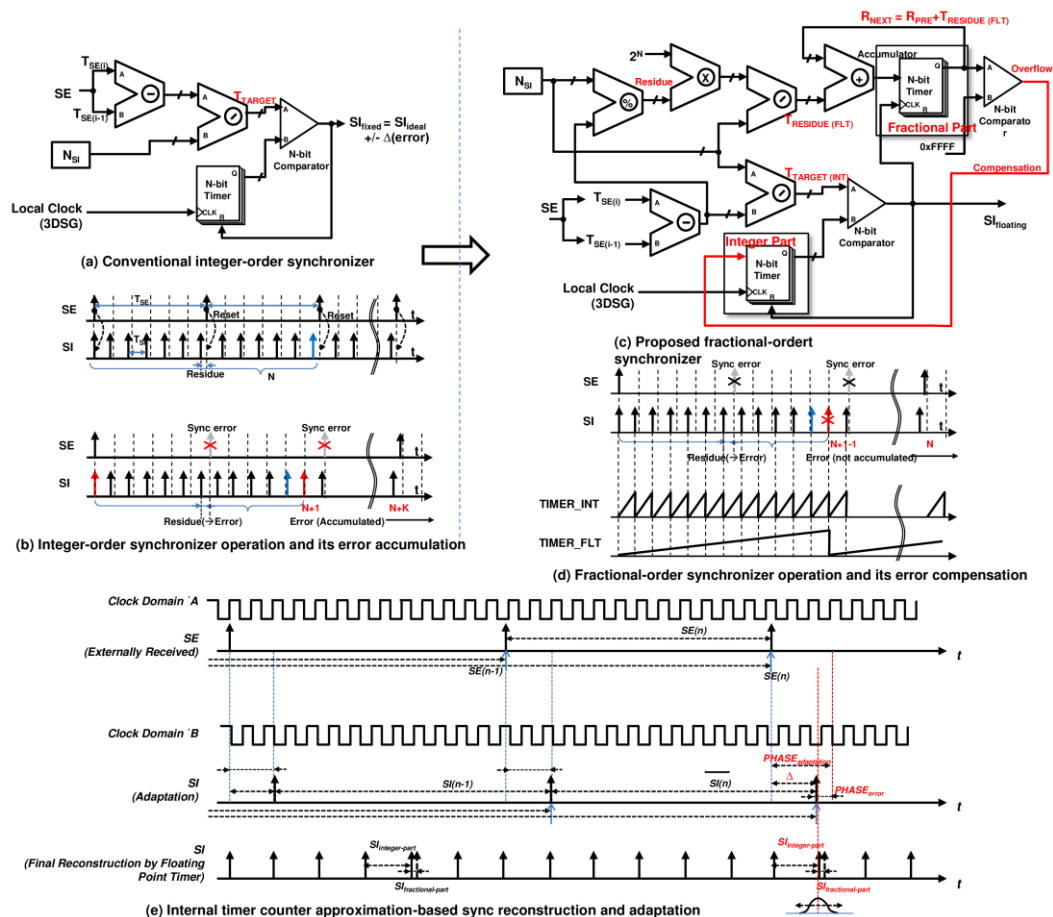 T_SE(i)
SE
A
B
T_SE(i-1)
N_SI
A
B
T_TARGET
A
B
N-bit
Comparator
SI_fixed = SI_ideal
+/- Δ(error)
Q
N-bit
Timer
CLK
R
Local Clock
(3DSG)
(a) Conventional integer-order synchronizer
SE
T_SE
Reset
Reset
t
SI
T_SI
t
Residue
N
SE
Sync error
Sync error
t
SI
t
N+1
N+K
Residue(→Error)
Error (Accumulated)
(b) Integer-order synchronizer operation and its error accumulation
R_NEXT = R_PRE+T_RESIDUE (FLT)
2^N
N_SI
%
Residue
X
+
Accumulator
Q
N-bit
Timer
CLK
R
Fractional Part
A
B
Overflow
N-bit
Comparato
r
0xFFFF
Compensation
T_RESIDUE (FLT)
T_TARGET (INT)
A
B
N-bit
Comparator
SI_floating
SE
T_SE(i)
T_SE(i-1)
A
B
Integer Part
Q
N-bit
Timer
CLK
R
Local Clock
(3DSG)
(c) Proposed fractional-ordert
synchronizer
SE
Sync error
Sync error
t
SI
t
N+1-1
N
Residue(→Error)
Error (not accumulated)
TIMER_INT
TIMER_FLT
(d) Fractional-order synchronizer operation and its error compensation
Clock Domain `A
SE
(Externally Received)
SE(n)
SE(n-1)
SE(n)
t
Clock Domain `B
PHASE_adaptation
SI
(Adaptation)
SI(n-1)
SI(n)
Δ
PHASE_error
t
SI
(Final Reconstruction by Floating
Point Timer)
SI_integer-part
SI_fractional-part
SI_integer-part
SI_fractional-part
t
(e) Internal timer counter approximation-based sync reconstruction and adaptation